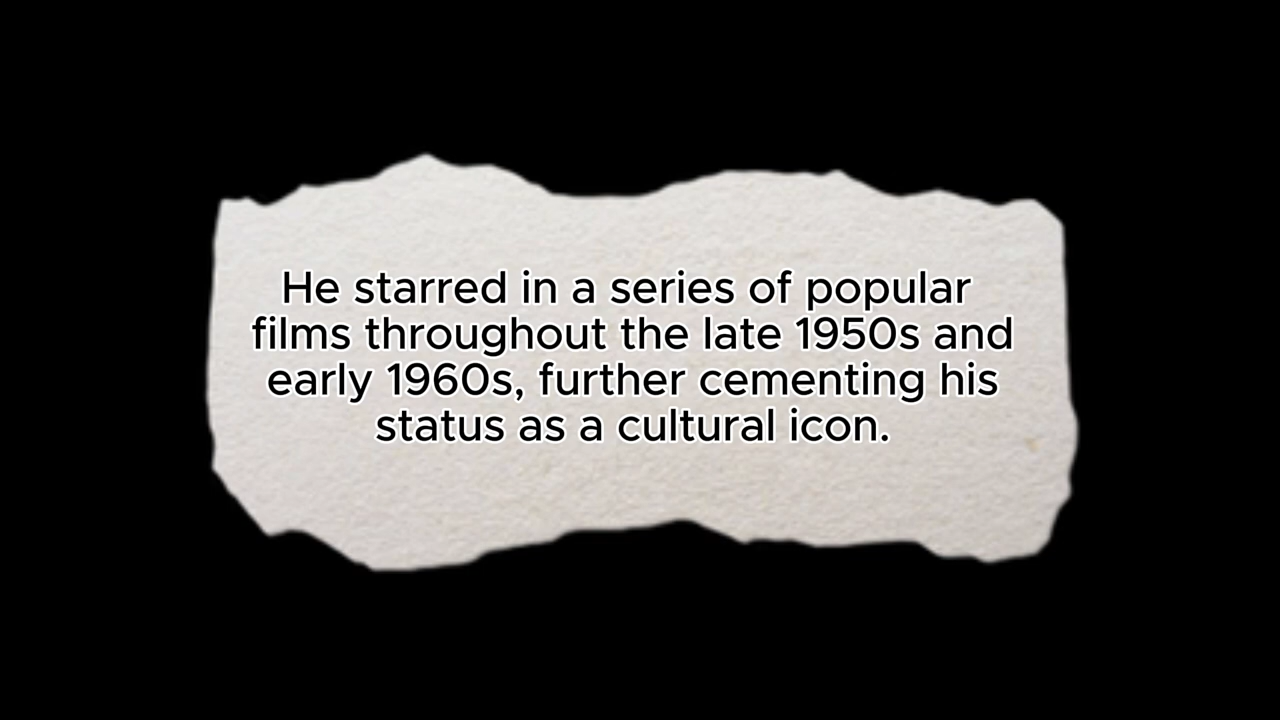 He starred in a series of popular
films throughout the late 1950s and
early 1960s, further cementing his
status as a cultural icon.